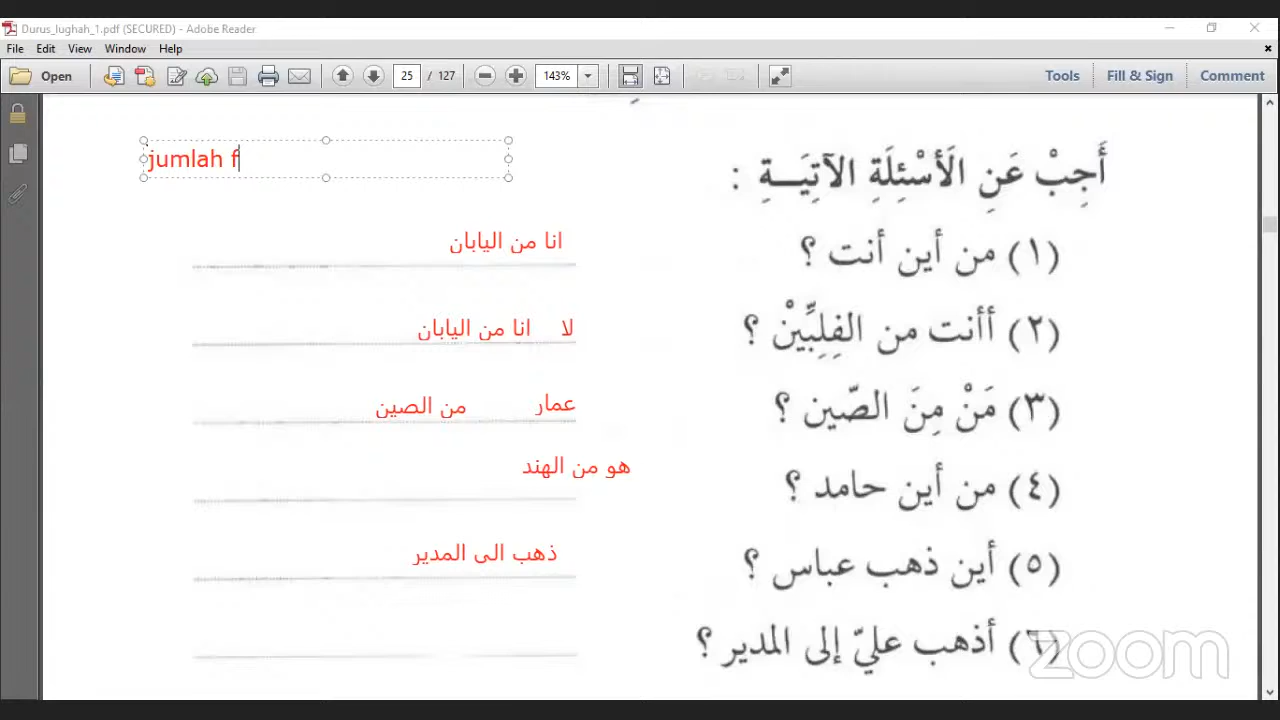 Durus_lughah_1.pdf (SECURED) - Adobe Reader
File Edit View Window Help
Open 25 / 127 143% Tools Fill & Sign Comment
jumlah f
أَجِبْ عَنِ الَأسْئِلَةِ الآتِيَـــةِ :
(١) من أين أنت ؟
انا من اليابان
(٢) أأنت من الفِلِبِّيْن ؟
لا انا من اليابان
(٣) مَنْ مِنَ الصّين ؟
عمار من الصين
(٤) من أين حامد ؟
هو من الهند
(٥) أين ذهب عباس ؟
ذهب الى المدير
(٦) أذهب عليّ إلى المدير ؟
zoom